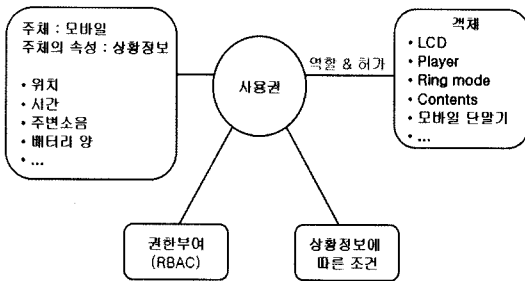 주체 : 모바일
주체의 속성 : 상황정보
• 위치
• 시간
• 주변소음
• 배터리 양
• ...
사용권
역할 & 허가
객체
• LCD
• Player
• Ring mode
• Contents
• 모바일 단말기
• ...
권한부여
(RBAC)
상황정보에
따른 조건